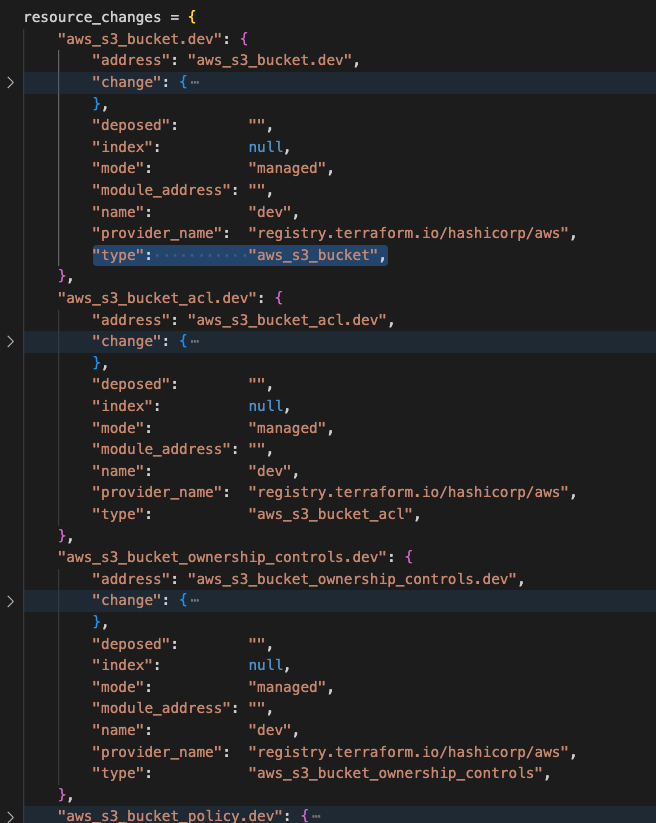 resource_changes = {
"aws_s3_bucket.dev": {
"address": "aws_s3_bucket.dev",
"change": {⋯
},
"deposed": "",
"index": null,
"mode": "managed",
"module_address": "",
"name": "dev",
"provider_name": "registry.terraform.io/hashicorp/aws",
"type": "aws_s3_bucket",
},
"aws_s3_bucket_acl.dev": {
"address": "aws_s3_bucket_acl.dev",
"change": {⋯
},
"deposed": "",
"index": null,
"mode": "managed",
"module_address": "",
"name": "dev",
"provider_name": "registry.terraform.io/hashicorp/aws",
"type": "aws_s3_bucket_acl",
},
"aws_s3_bucket_ownership_controls.dev": {
"address": "aws_s3_bucket_ownership_controls.dev",
"change": {⋯
},
"deposed": "",
"index": null,
"mode": "managed",
"module_address": "",
"name": "dev",
"provider_name": "registry.terraform.io/hashicorp/aws",
"type": "aws_s3_bucket_ownership_controls",
},
"aws_s3_bucket_policy.dev": {⋯